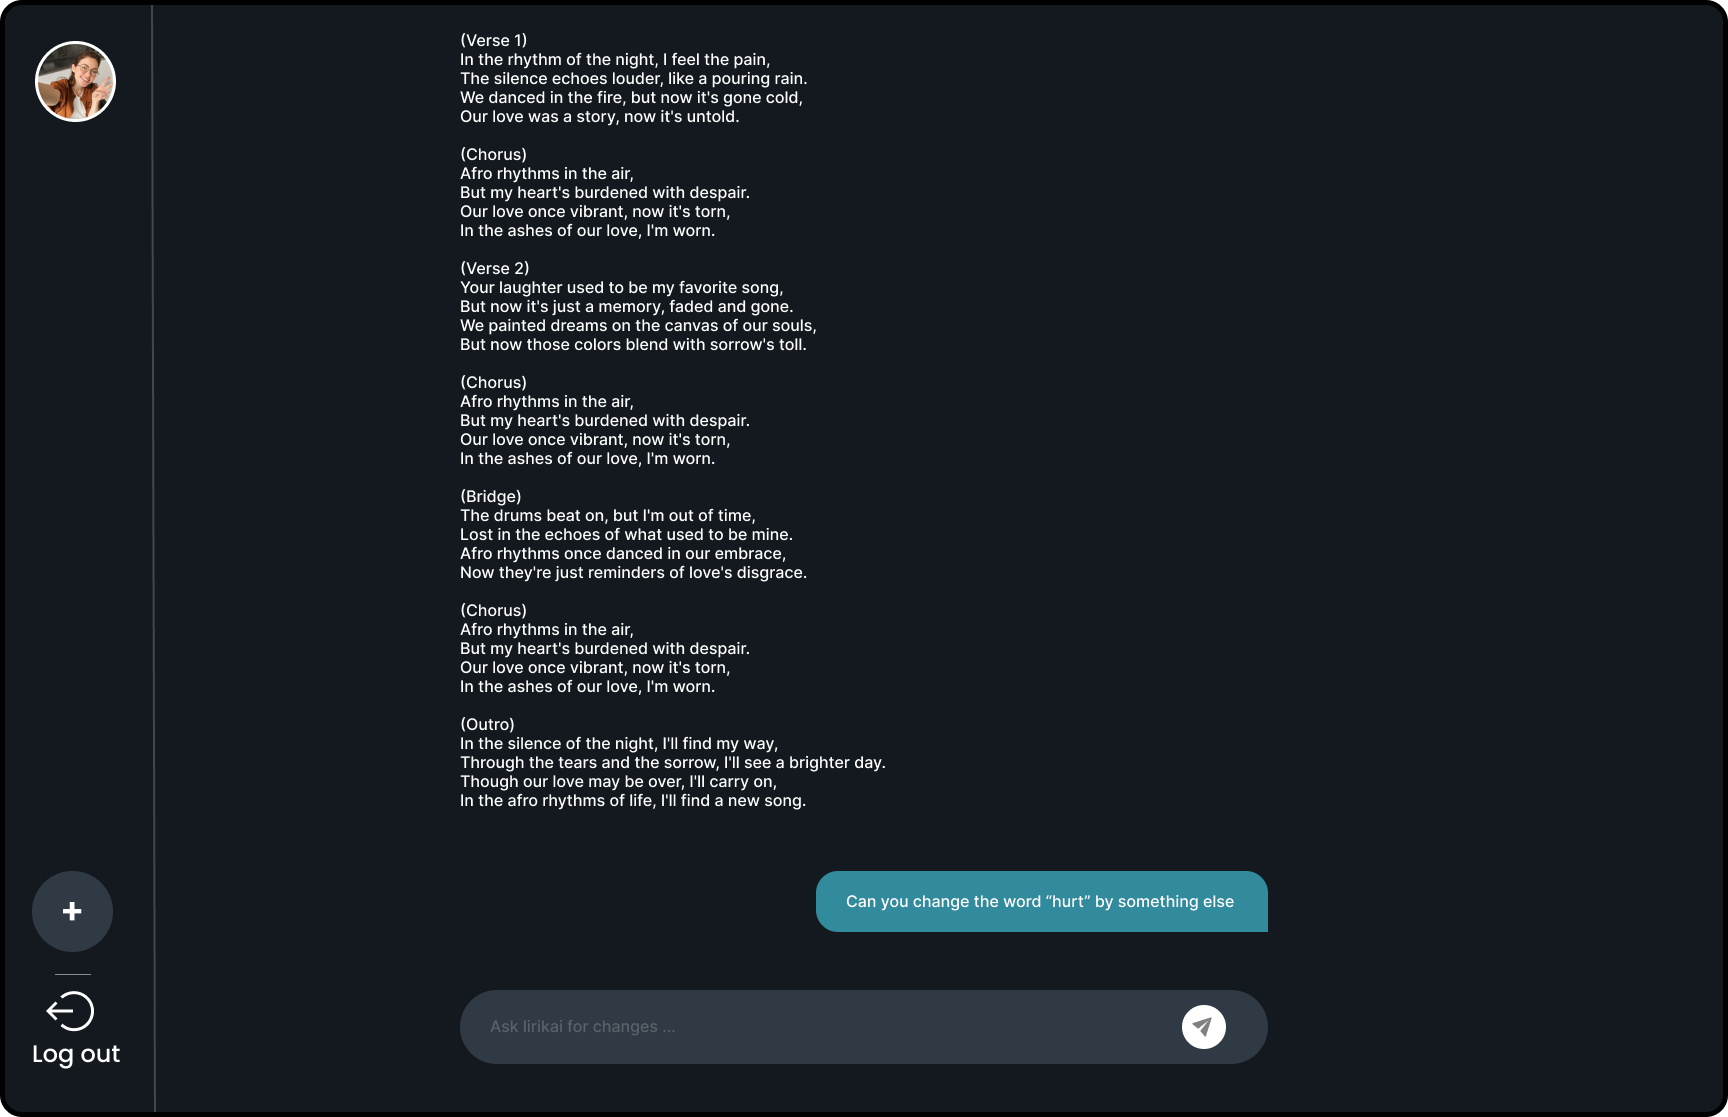 (Verse 1)
In the rhythm of the night, I feel the pain,
The silence echoes louder, like a pouring rain.
We danced in the fire, but now it's gone cold,
Our love was a story, now it's untold.
(Chorus)
Afro rhythms in the air,
But my heart's burdened with despair.
Our love once vibrant, now it's torn,
In the ashes of our love, I'm worn.
(Verse 2)
Your laughter used to be my favorite song,
But now it's just a memory, faded and gone.
We painted dreams on the canvas of our souls,
But now those colors blend with sorrow's toll.
(Chorus)
Afro rhythms in the air,
But my heart's burdened with despair.
Our love once vibrant, now it's torn,
In the ashes of our love, I'm worn.
(Bridge)
The drums beat on, but I'm out of time,
Lost in the echoes of what used to be mine.
Afro rhythms once danced in our embrace,
Now they're just reminders of love's disgrace.
(Chorus)
Afro rhythms in the air,
But my heart's burdened with despair.
Our love once vibrant, now it's torn,
In the ashes of our love, I'm worn.
(Outro)
In the silence of the night, I'll find my way,
Through the tears and the sorrow, I'll see a brighter day.
Though our love may be over, I'll carry on,
In the afro rhythms of life, I'll find a new song.
Can you change the word “hurt” by something else
Ask lirikai for changes ...
+
Log out